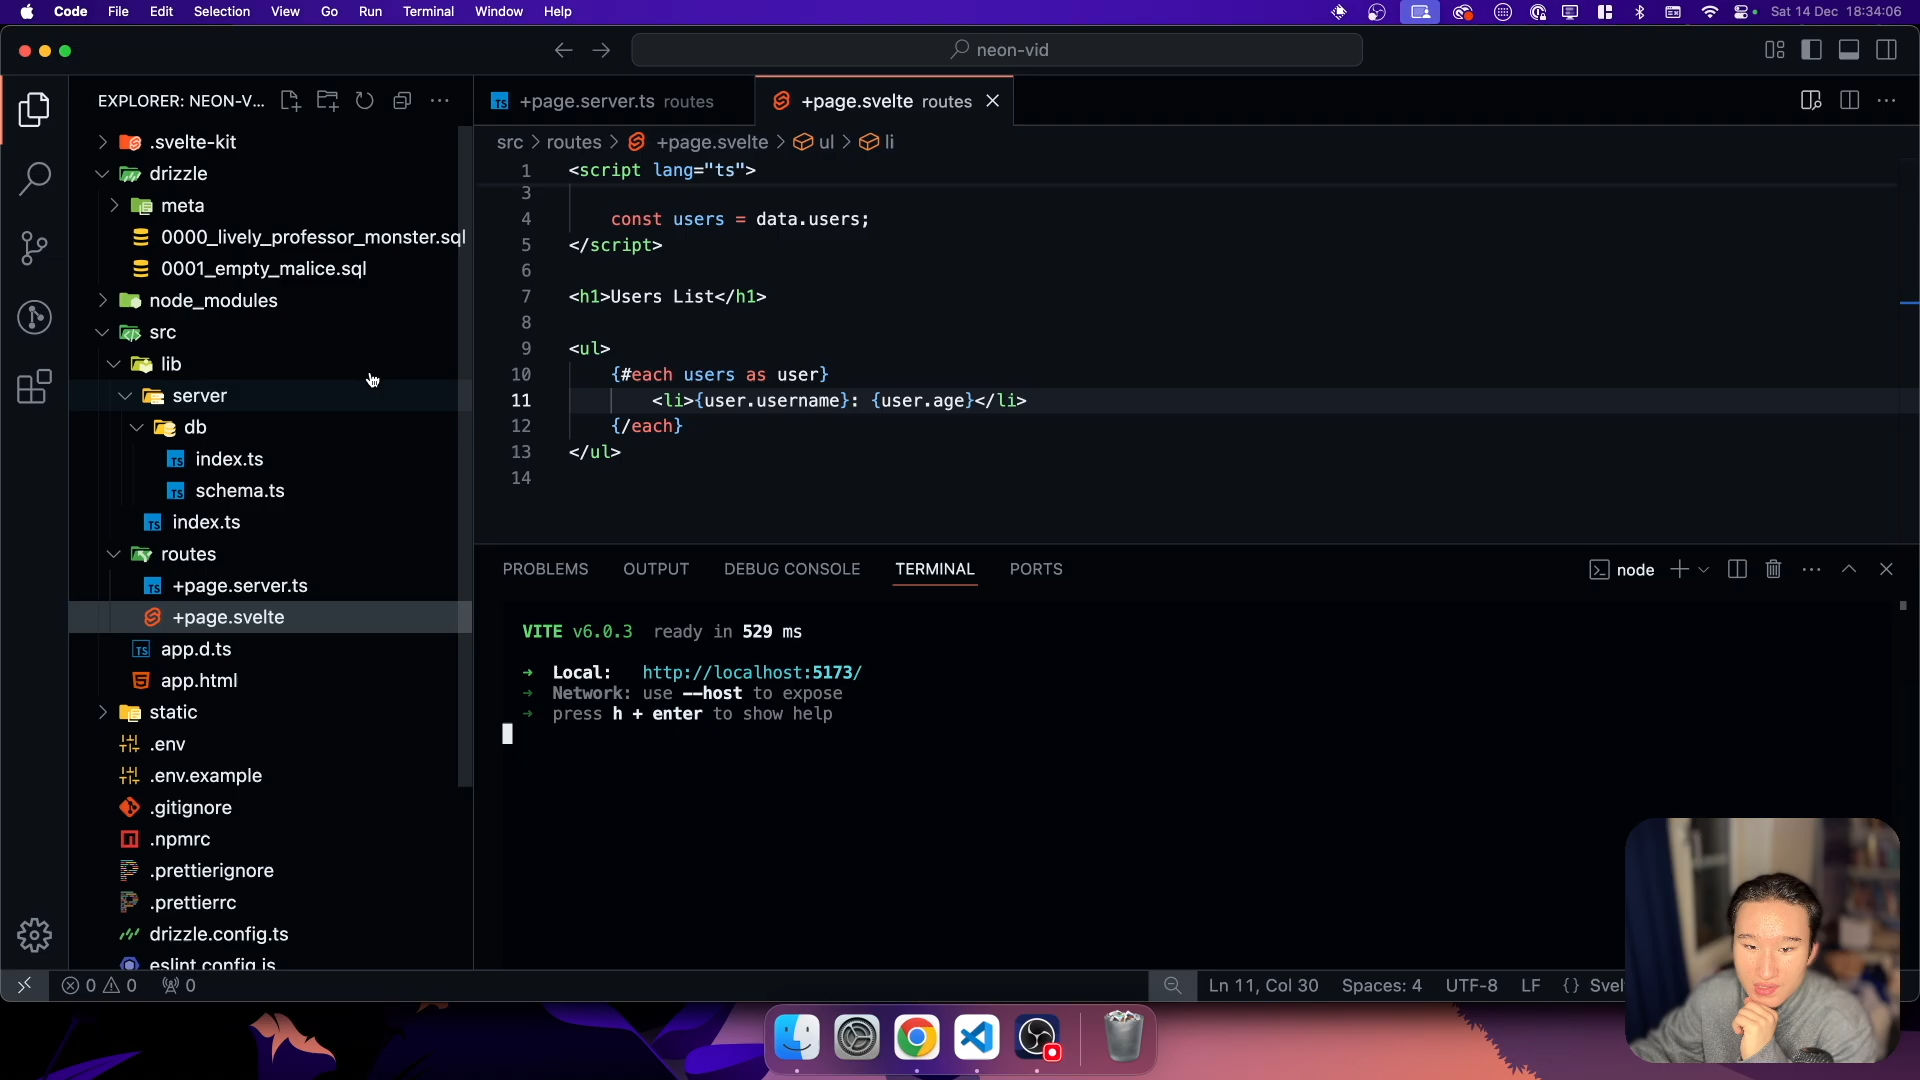 Code File Edit Selection View Go Run Terminal Window Help Sat 14 Dec 18:34:06
neon-vid
EXPLORER: NEON-V...
.svelte-kit
drizzle
meta
0000_lively_professor_monster.sql
0001_empty_malice.sql
node_modules
src
lib
server
db
index.ts
schema.ts
index.ts
routes
+page.server.ts
+page.svelte
app.d.ts
app.html
static
.env
.env.example
.gitignore
.npmrc
.prettierignore
.prettierrc
drizzle.config.ts
eslint.config.js
+page.server.ts routes
+page.svelte routes
src > routes > +page.svelte > ul > li
1 <script lang="ts">
3
4 const users = data.users;
5 </script>
6
7 <h1>Users List</h1>
8
9 <ul>
10 {#each users as user}
11 <li>{user.username}: {user.age}</li>
12 {/each}
13 </ul>
14
PROBLEMS OUTPUT DEBUG CONSOLE TERMINAL PORTS
node
VITE v6.0.3 ready in 529 ms
➜ Local: http://localhost:5173/
➜ Network: use --host to expose
➜ press h + enter to show help
0 0 0
Ln 11, Col 30 Spaces: 4 UTF-8 LF {}